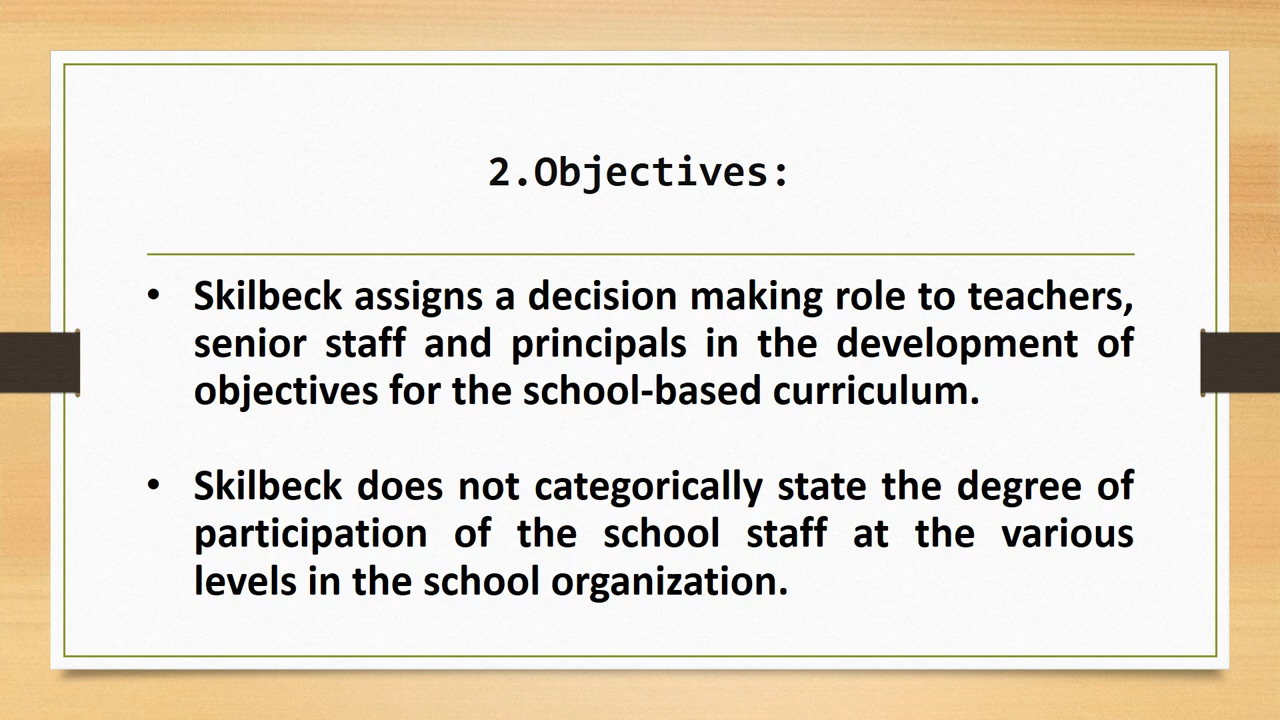 2.Objectives:
• Skilbeck assigns a decision making role to teachers,
senior staff and principals in the development of
objectives for the school-based curriculum.
• Skilbeck does not categorically state the degree of
participation of the school staff at the various
levels in the school organization.